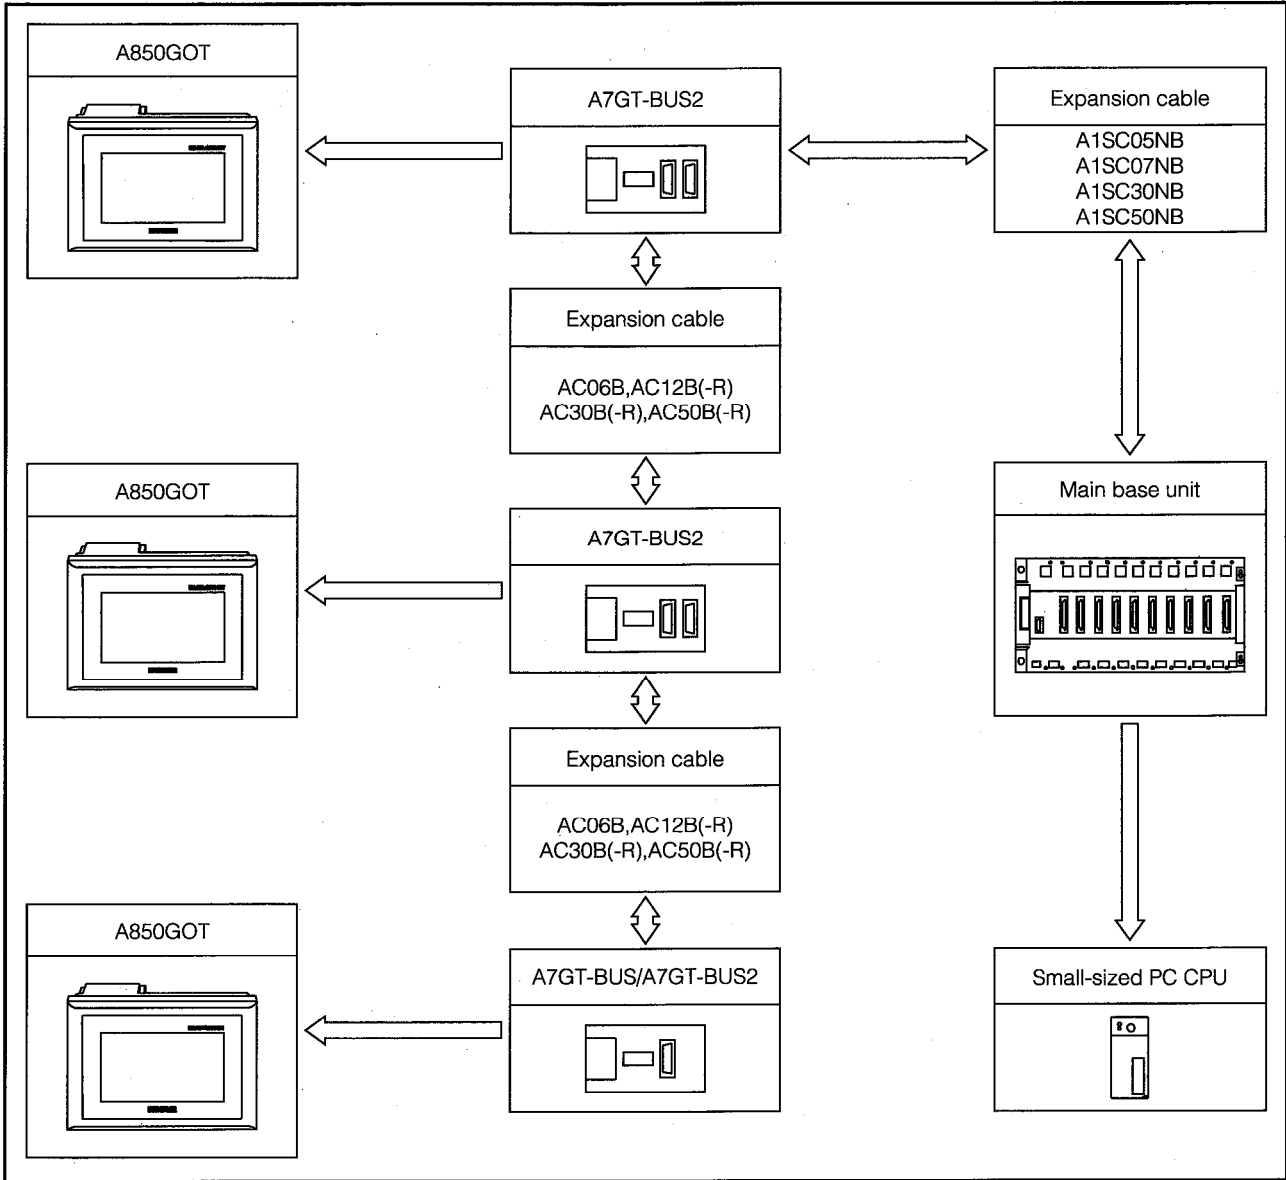 A850GOT
A7GT-BUS2
Expansion cable
A1SC05NB
A1SC07NB
A1SC30NB
A1SC50NB
Expansion cable
AC06B,AC12B(-R)
AC30B(-R),AC50B(-R)
A850GOT
A7GT-BUS2
Main base unit
Expansion cable
AC06B,AC12B(-R)
AC30B(-R),AC50B(-R)
A850GOT
A7GT-BUS/A7GT-BUS2
Small-sized PC CPU